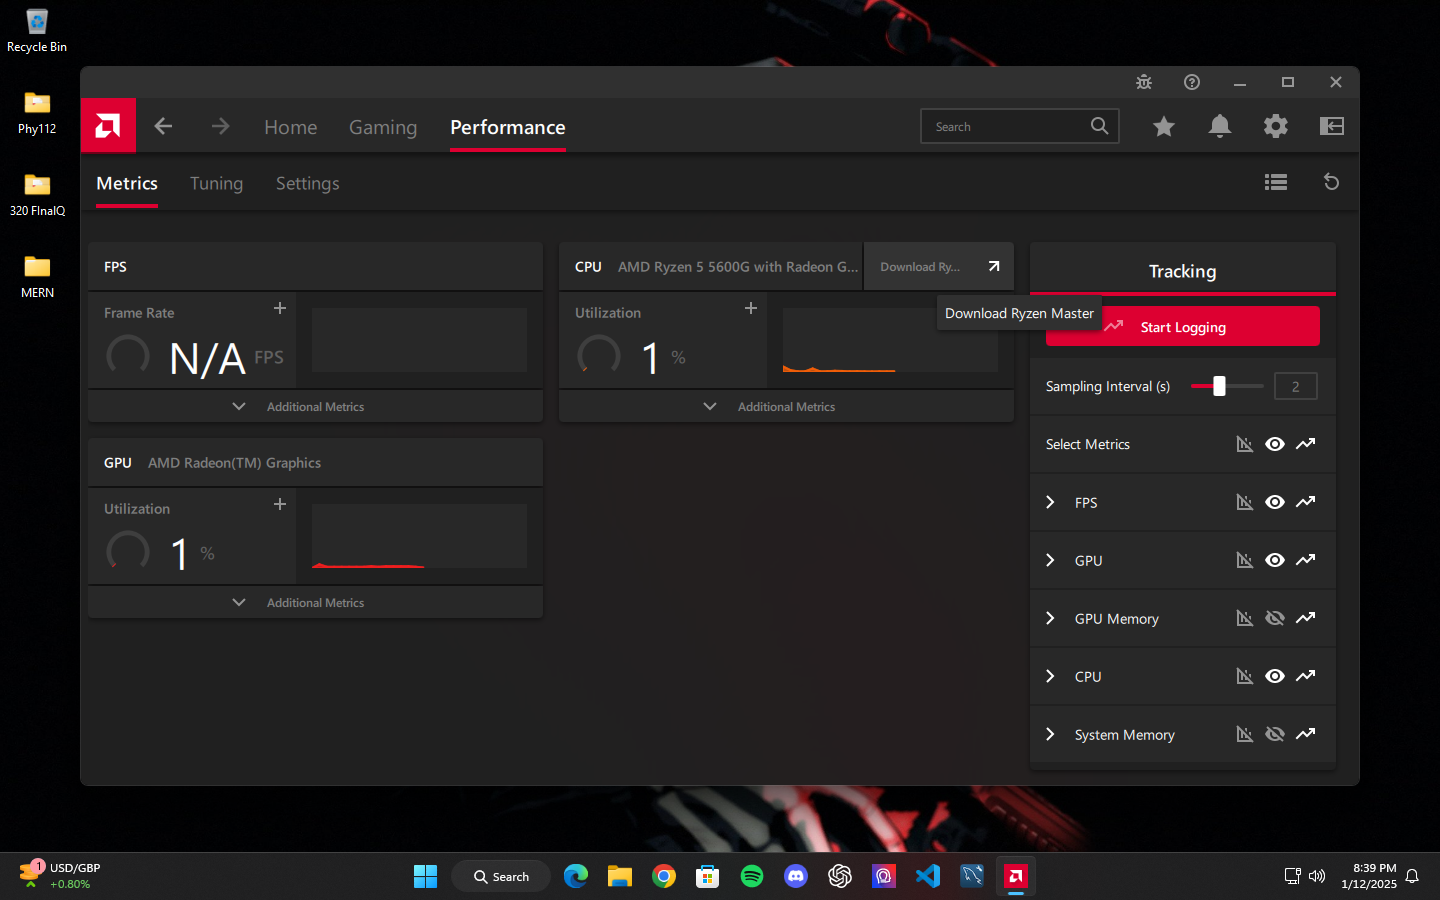 Recycle Bin
Phy112
320 FInalQ
MERN
Home
Gaming
Performance
Search
Metrics
Tuning
Settings
FPS
Frame Rate
N/A FPS
Additional Metrics
CPU AMD Ryzen 5 5600G with Radeon G...
Download Ry...
Download Ryzen Master
Utilization
1 %
Additional Metrics
GPU AMD Radeon(TM) Graphics
Utilization
1 %
Additional Metrics
Tracking
Start Logging
Sampling Interval (s)
2
Select Metrics
FPS
GPU
GPU Memory
CPU
System Memory
1
USD/GBP
+0.80%
Search
8:39 PM
1/12/2025